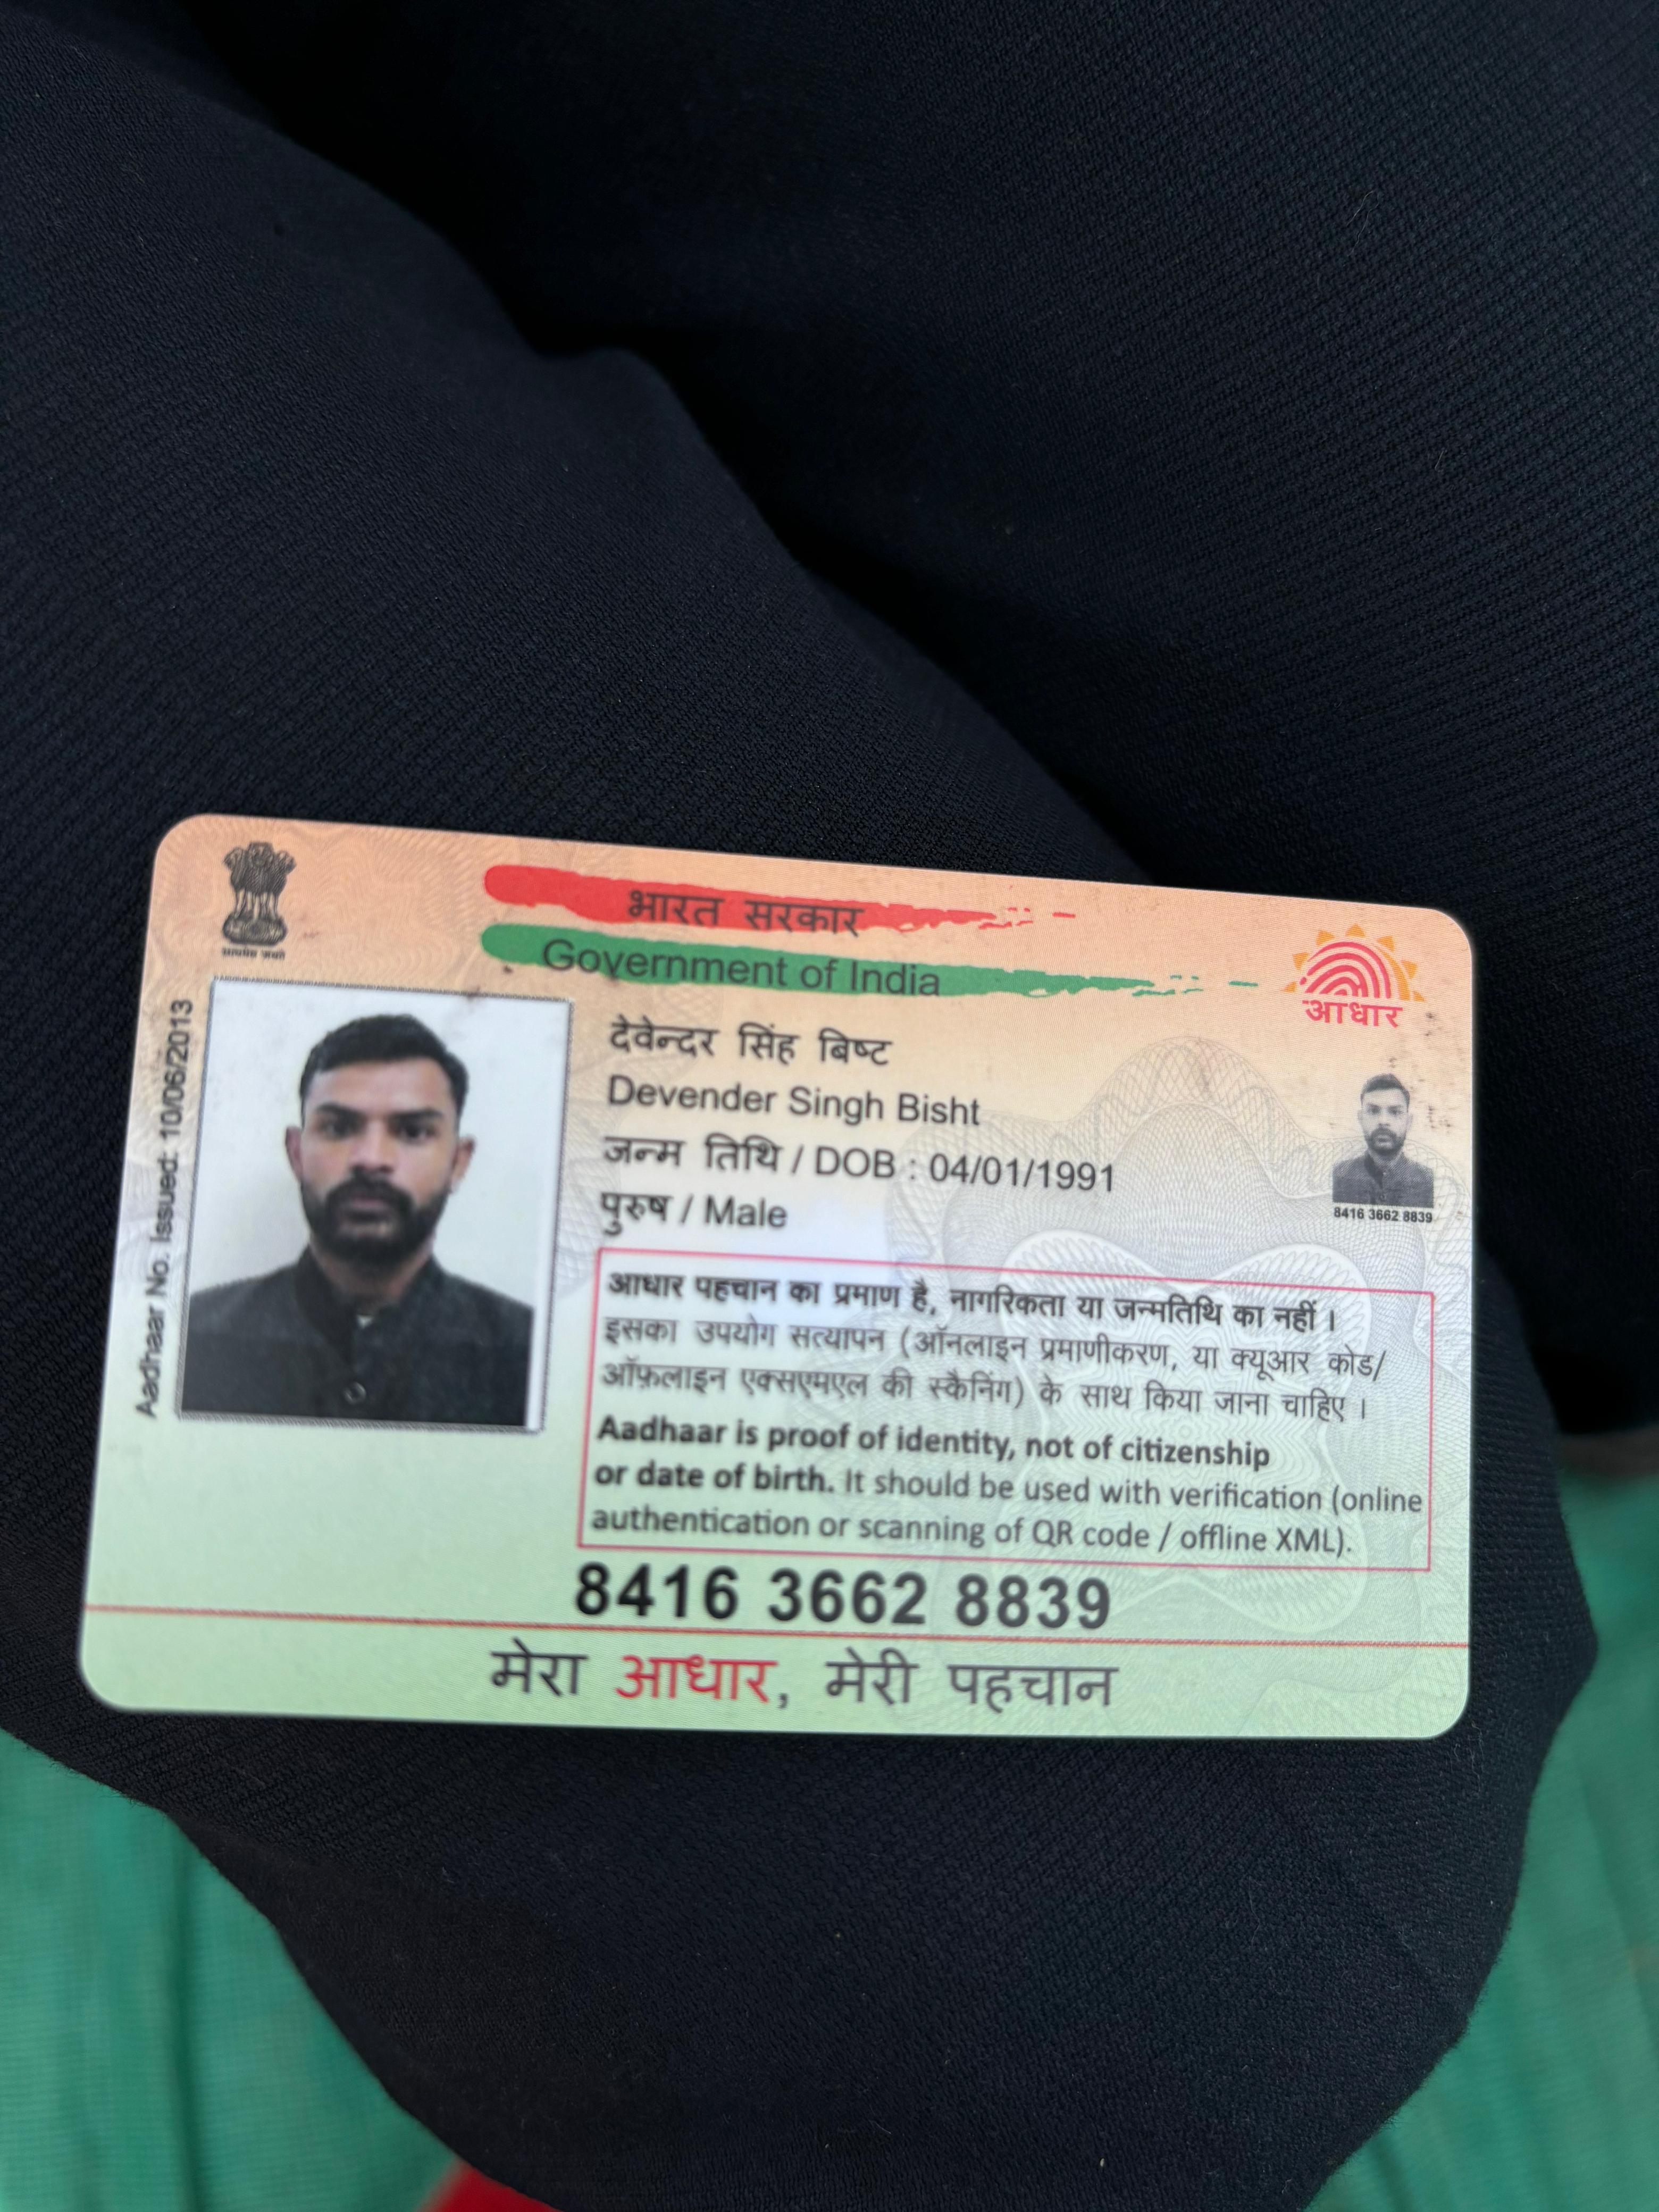 सत्यमेव जयते
भारत सरकार
Government of India
आधार
Aadhaar No. Issued: 10/06/2013
देवेन्दर सिंह बिष्ट
Devender Singh Bisht
जन्म तिथि / DOB : 04/01/1991
पुरुष / Male
8416 3662 8839
आधार पहचान का प्रमाण है, नागरिकता या जन्मतिथि का नहीं ।
इसका उपयोग सत्यापन (ऑनलाइन प्रमाणीकरण, या क्यूआर कोड/
ऑफ़लाइन एक्सएमएल की स्कैनिंग) के साथ किया जाना चाहिए ।
Aadhaar is proof of identity, not of citizenship
or date of birth. It should be used with verification (online
authentication or scanning of QR code / offline XML).
8416 3662 8839
मेरा आधार, मेरी पहचान